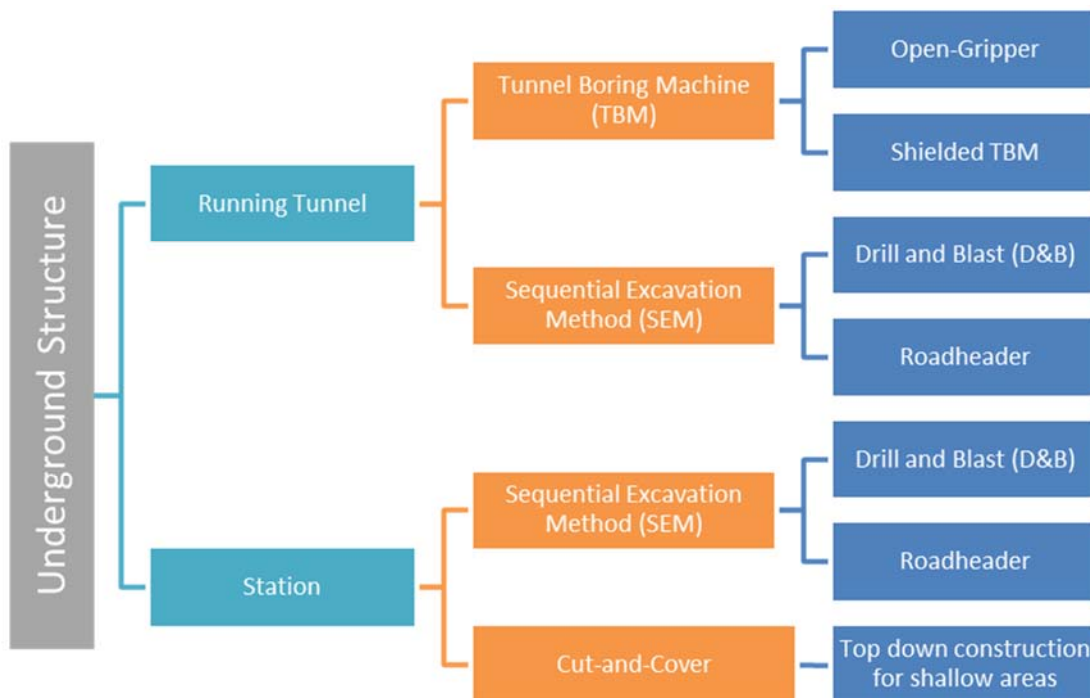 Underground Structure
Running Tunnel
Tunnel Boring Machine
(TBM)
Open-Gripper
Shielded TBM
Sequential Excavation
Method (SEM)
Drill and Blast (D&B)
Roadheader
Station
Sequential Excavation
Method (SEM)
Drill and Blast (D&B)
Roadheader
Cut-and-Cover
Top down construction
for shallow areas